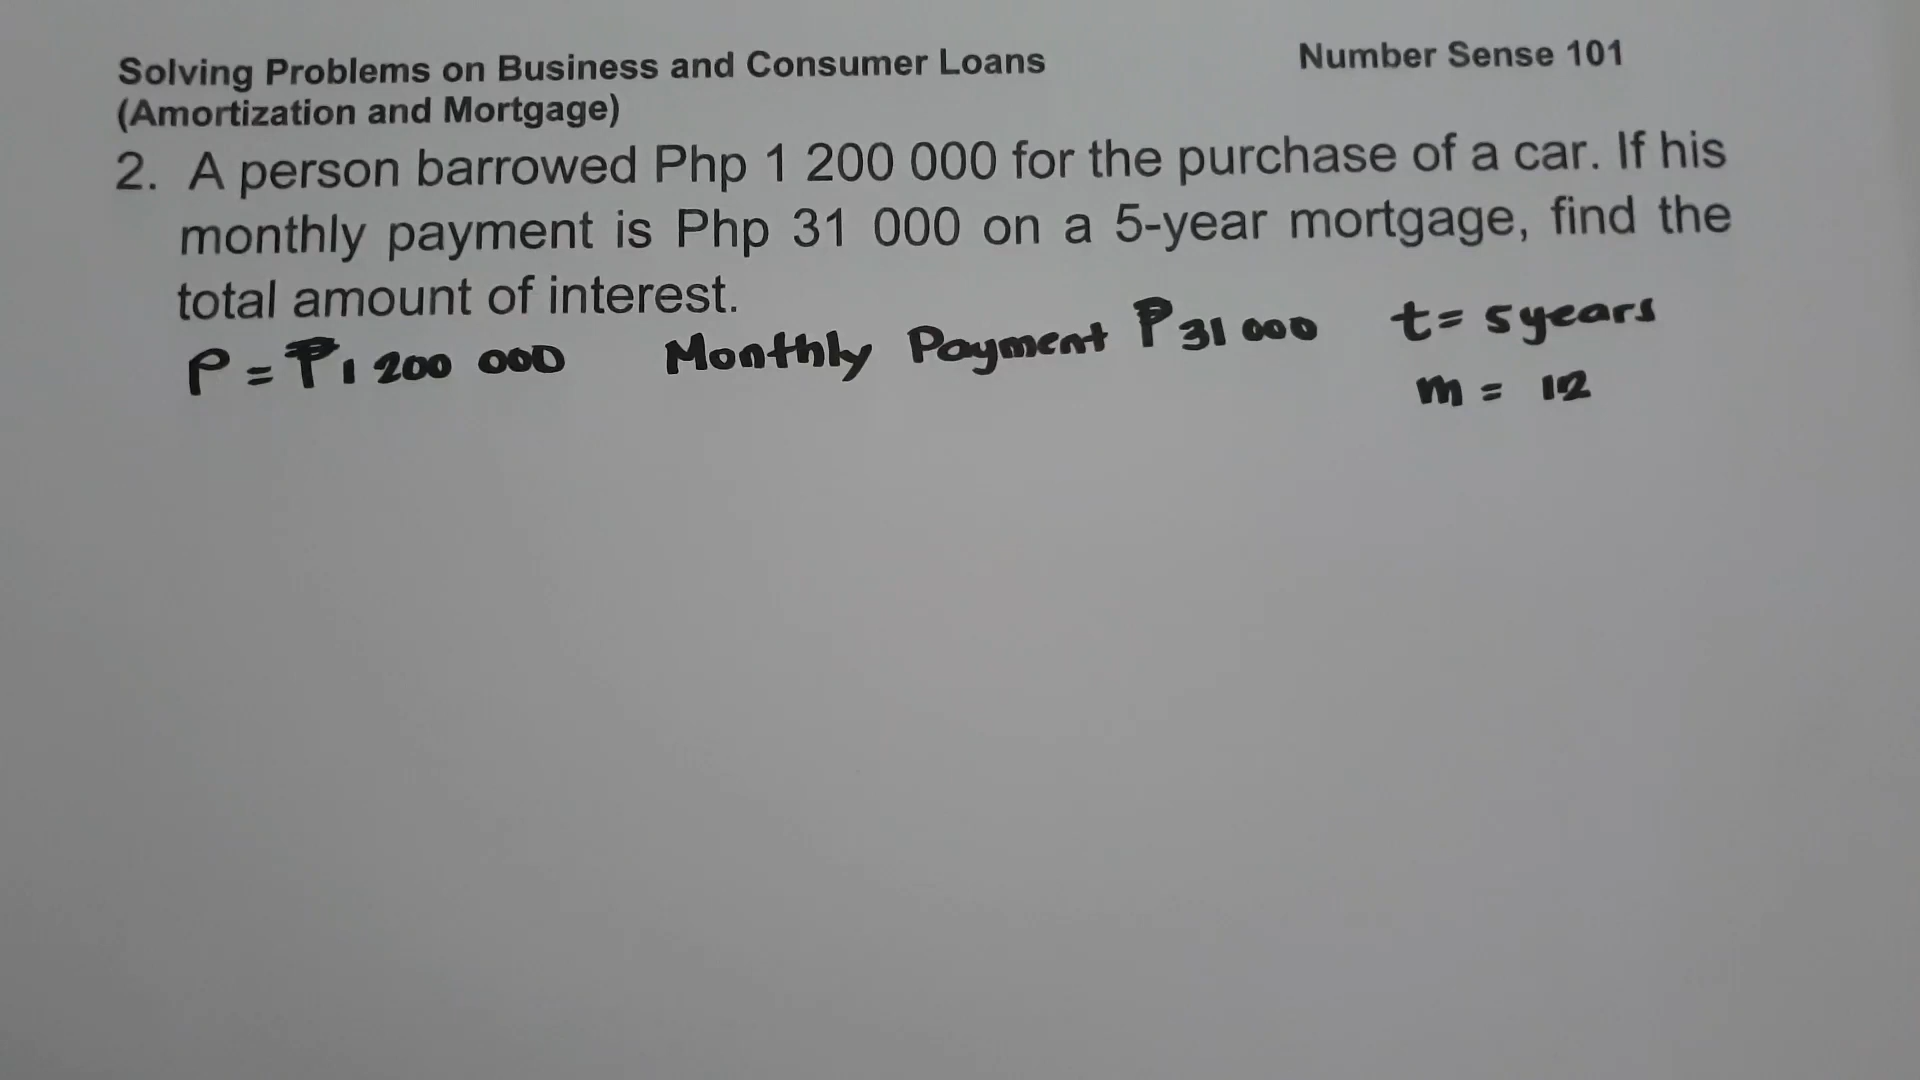 Solving Problems on Business and Consumer Loans
(Amortization and Mortgage)
Number Sense 101
2. A person barrowed Php 1 200 000 for the purchase of a car. If his
monthly payment is Php 31 000 on a 5-year mortgage, find the
total amount of interest.
P = ₱1 200 000 Monthly Payment ₱31 000 t = 5 years
m = 12